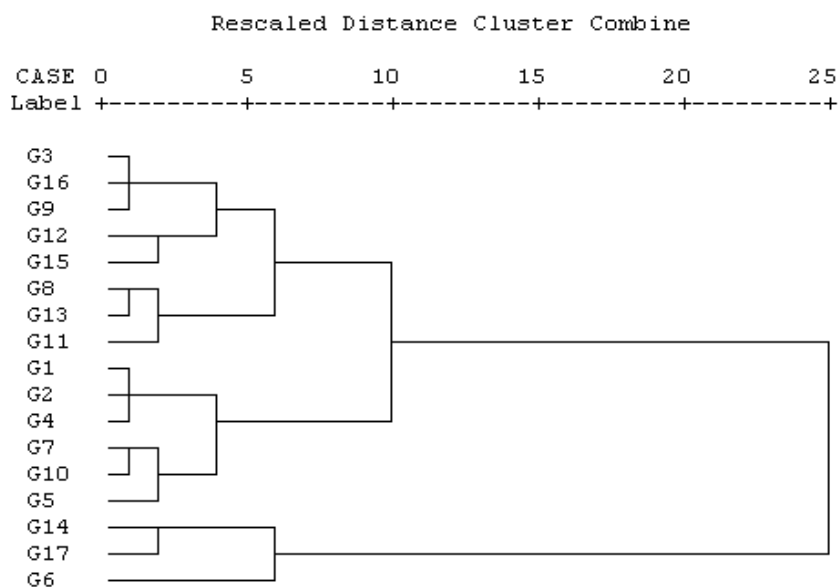 Rescaled Distance Cluster Combine
CASE 0 5 10 15 20 25
Label +---------+---------+---------+---------+---------+
G3
G16
G9
G12
G15
G8
G13
G11
G1
G2
G4
G7
G10
G5
G14
G17
G6